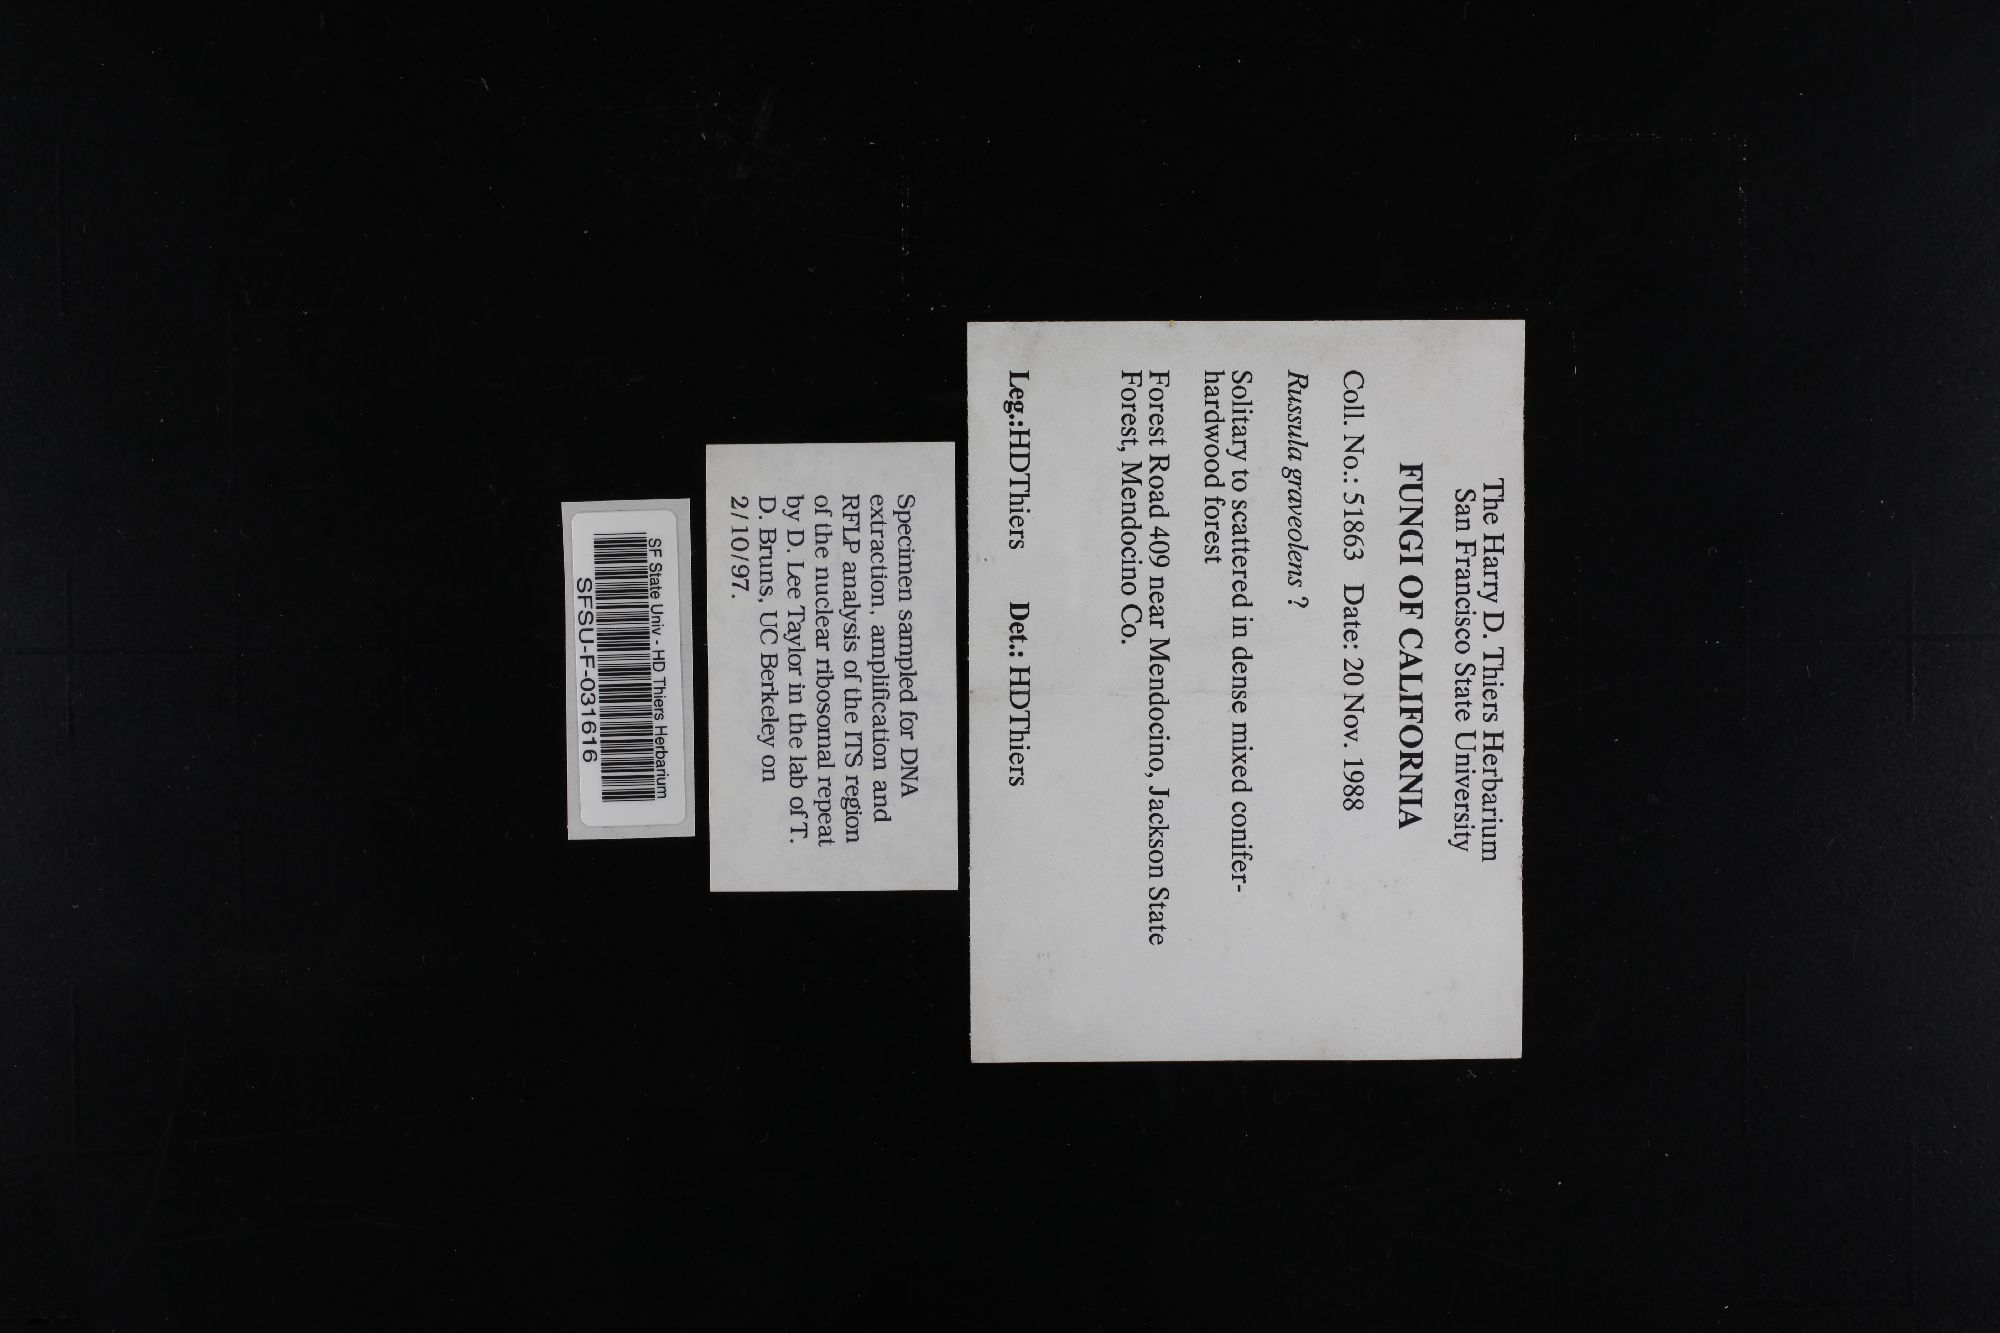 The Harry D. Thiers Herbarium
San Francisco State University
FUNGI OF CALIFORNIA
Coll. No.: 51863 Date: 20 Nov. 1988
Russula graveolens ?
Solitary to scattered in dense mixed conifer-
hardwood forest
Forest Road 409 near Mendocino, Jackson State
Forest, Mendocino Co.
Leg.:HDThiers Det.: HDThiers
Specimen sampled for DNA
extraction, amplification and
RFLP analysis of the ITS region
of the nuclear ribosomal repeat
by D. Lee Taylor in the lab of T.
D. Bruns, UC Berkeley on
2/10/97.
SF State Univ - HD Thiers Herbarium
SFSU-F-031616